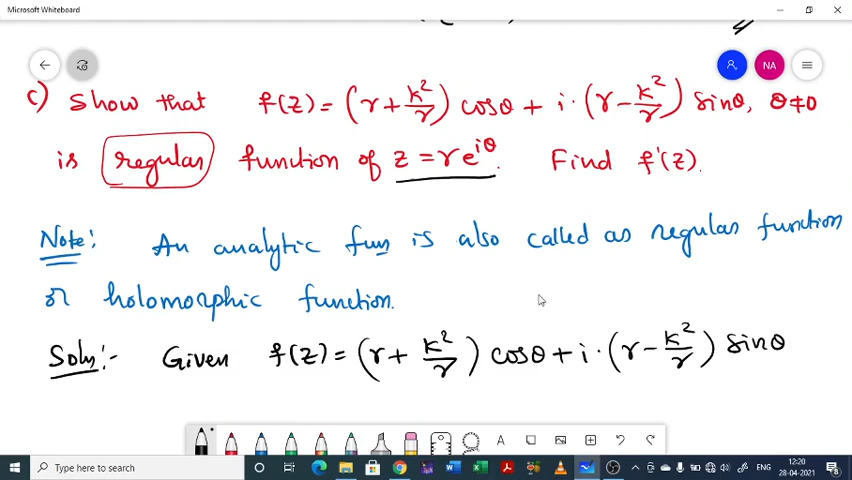 Microsoft Whiteboard
NA
c) Show that f(z) = (r + k²/r) cosθ + i·(r − k²/r) sinθ, θ≠0
is regular function of z = re^{iθ}. Find f'(z).
Note: An analytic fun is also called as regular function
or holomorphic function.
Soln:- Given f(z) = (r + k²/r) cosθ + i·(r − k²/r) sinθ
Type here to search
ENG
12:20
28-04-2021